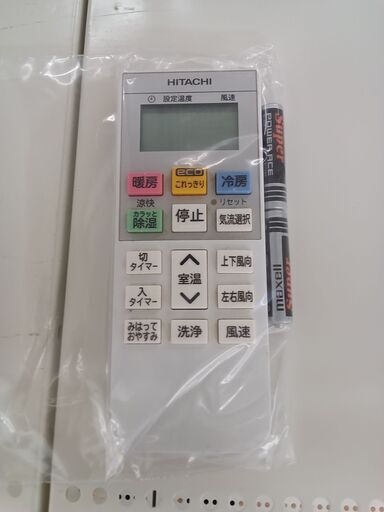 HITACHI
設定温度 風速
暖房
eco
これっきり
冷房
涼快
リセット
カラッと
除湿
停止
気流選択
切
タイマー
室温
上下風向
入
タイマー
左右風向
みはって
おやすみ
洗浄
風速
Super
POWER ACE
maxell
Super